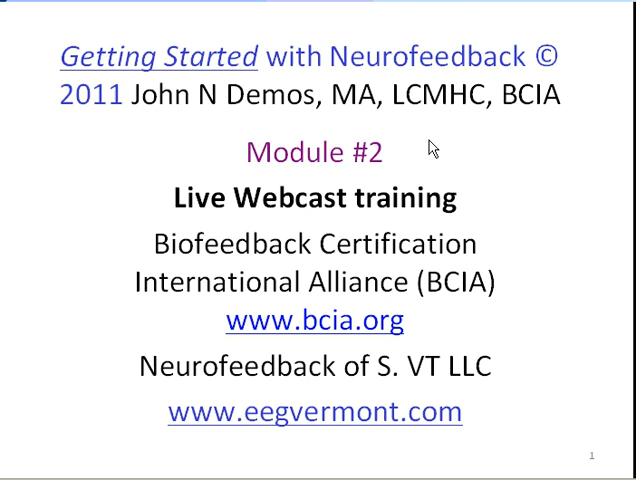 Getting Started with Neurofeedback ©
2011 John N Demos, MA, LCMHC, BCIA
Module #2
Live Webcast training
Biofeedback Certification
International Alliance (BCIA)
www.bcia.org
Neurofeedback of S. VT LLC
www.eegvermont.com
1